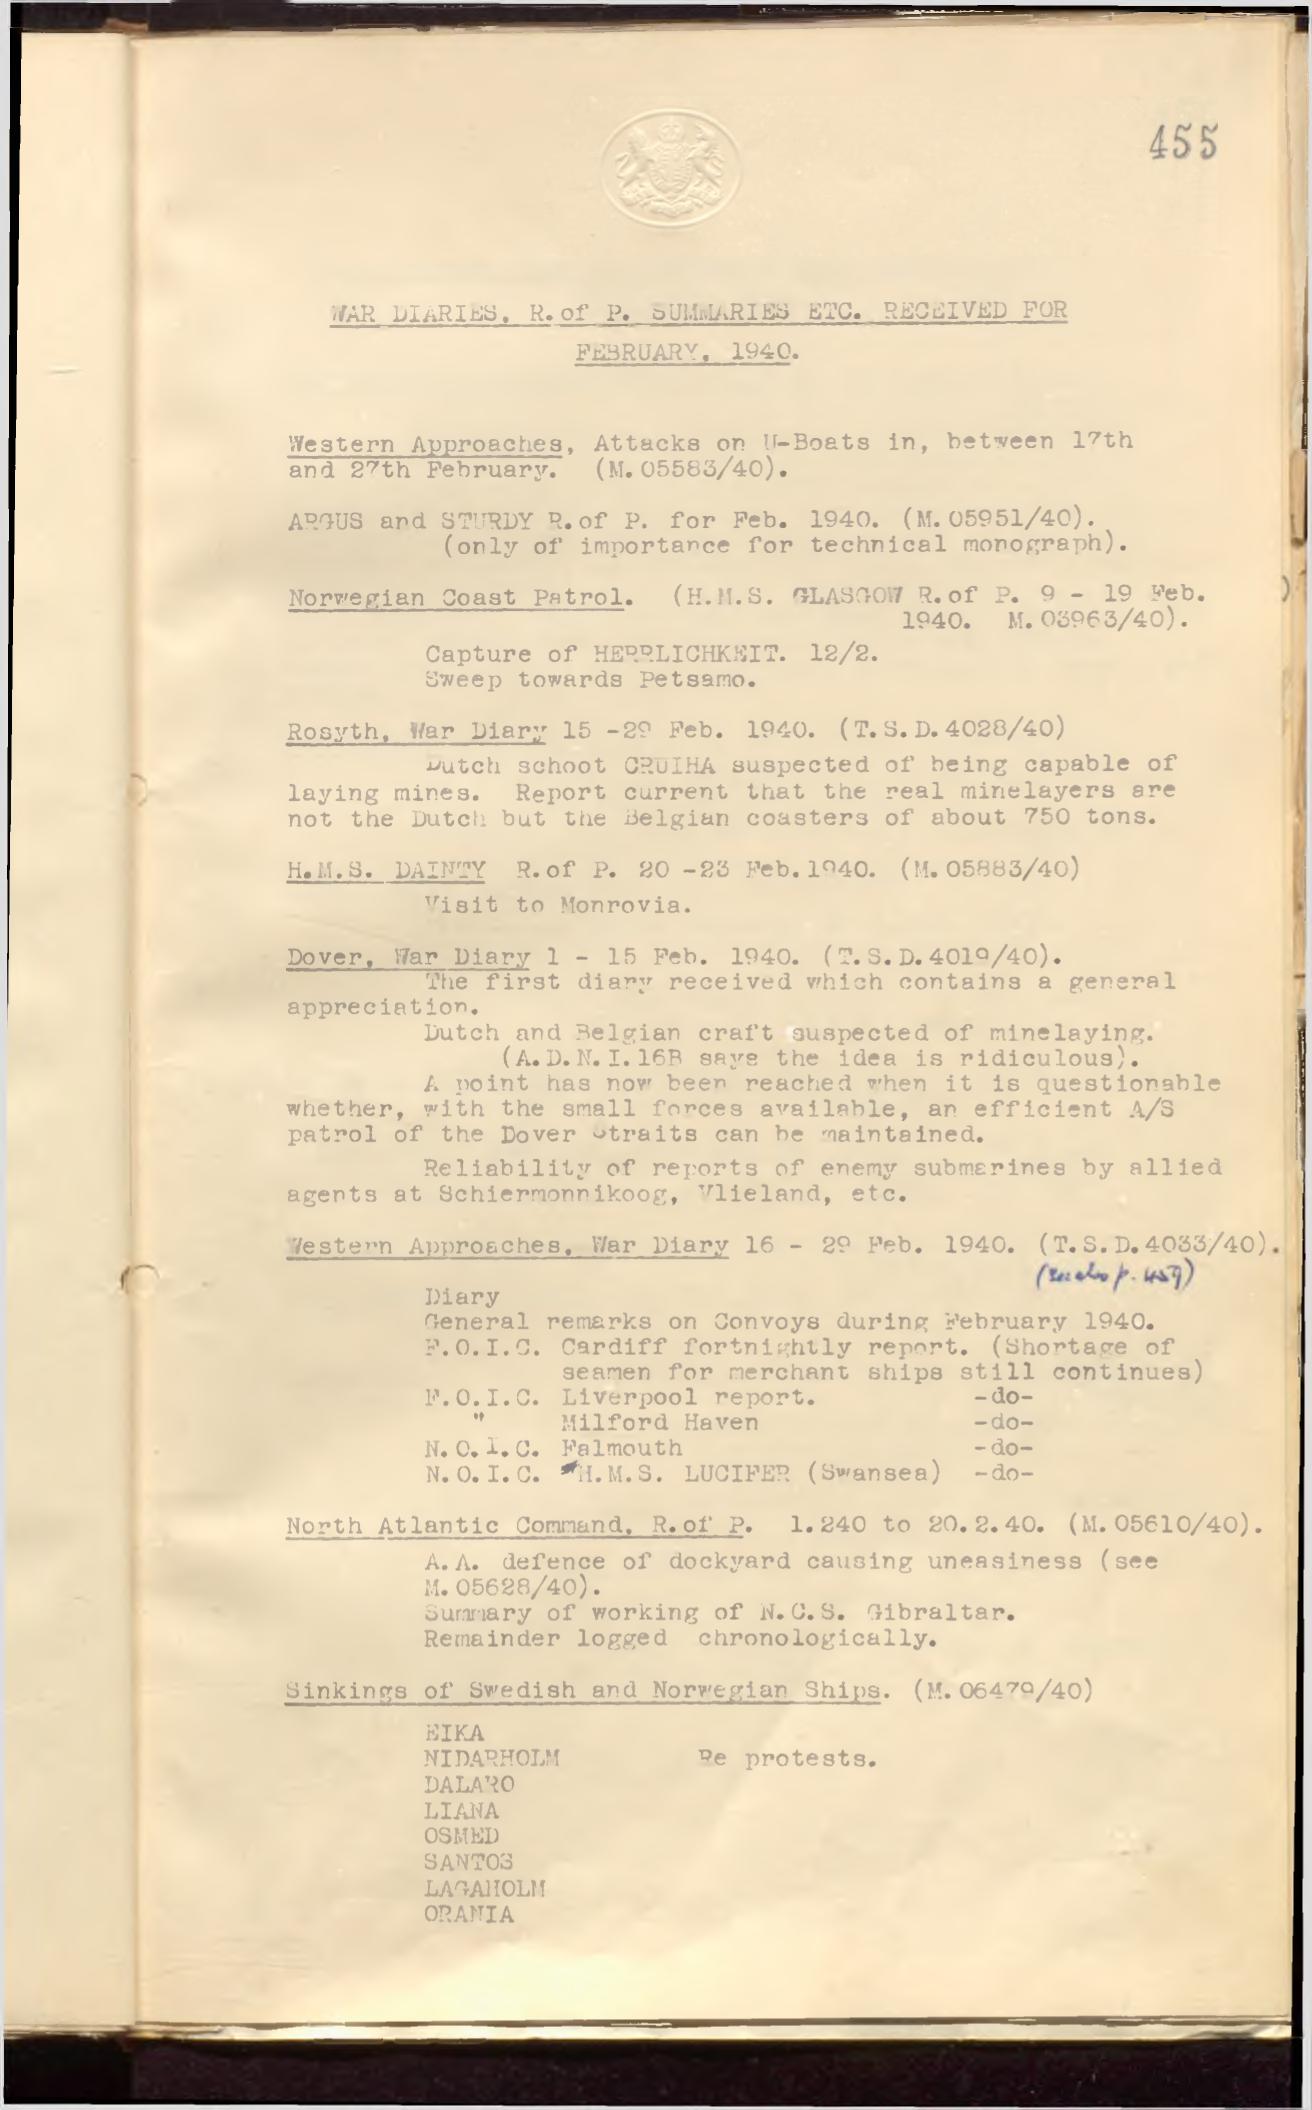 455
WAR DIARIES, R.of P. SUMMARIES ETC. RECEIVED FOR
FEBRUARY, 1940.
Western Approaches, Attacks on U-Boats in, between 17th
and 27th February. (M.05583/40).
ARGUS and STURDY R.of P. for Feb. 1940. (M.05951/40).
(only of importance for technical monograph).
Norwegian Coast Patrol. (H.M.S. GLASGOW R.of P. 9 - 19 Feb.
1940. M.03963/40).
Capture of HERRLICHKEIT. 12/2.
Sweep towards Petsamo.
Rosyth, War Diary 15 -29 Feb. 1940. (T.S.D.4028/40)
Dutch schoot CRUIHA suspected of being capable of
laying mines. Report current that the real minelayers are
not the Dutch but the Belgian coasters of about 750 tons.
H.M.S. DAINTY R.of P. 20 -23 Feb.1940. (M.05883/40)
Visit to Monrovia.
Dover, War Diary 1 - 15 Feb. 1940. (T.S.D.4019/40).
The first diary received which contains a general
appreciation.
Dutch and Belgian craft suspected of minelaying.
(A.D.N.I.16B says the idea is ridiculous).
A point has now been reached when it is questionable
whether, with the small forces available, an efficient A/S
patrol of the Dover Straits can be maintained.
Reliability of reports of enemy submarines by allied
agents at Schiermonnikoog, Vlieland, etc.
Western Approaches, War Diary 16 - 29 Feb. 1940. (T.S.D.4033/40).
(see also p. 459)
Diary
General remarks on Convoys during February 1940.
F.O.I.C. Cardiff fortnightly report. (Shortage of
seamen for merchant ships still continues)
F.O.I.C. Liverpool report. -do-
" Milford Haven -do-
N.O.I.C. Falmouth -do-
N.O.I.C. H.M.S. LUCIFER (Swansea) -do-
North Atlantic Command, R.of P. 1.240 to 20.2.40. (M.05610/40).
A.A. defence of dockyard causing uneasiness (see
M.05628/40).
Summary of working of N.C.S. Gibraltar.
Remainder logged chronologically.
Sinkings of Swedish and Norwegian Ships. (M.06479/40)
EIKA
NIDARHOLM Re protests.
DALARO
LIANA
OSMED
SANTOS
LAGAHOLM
ORANIA